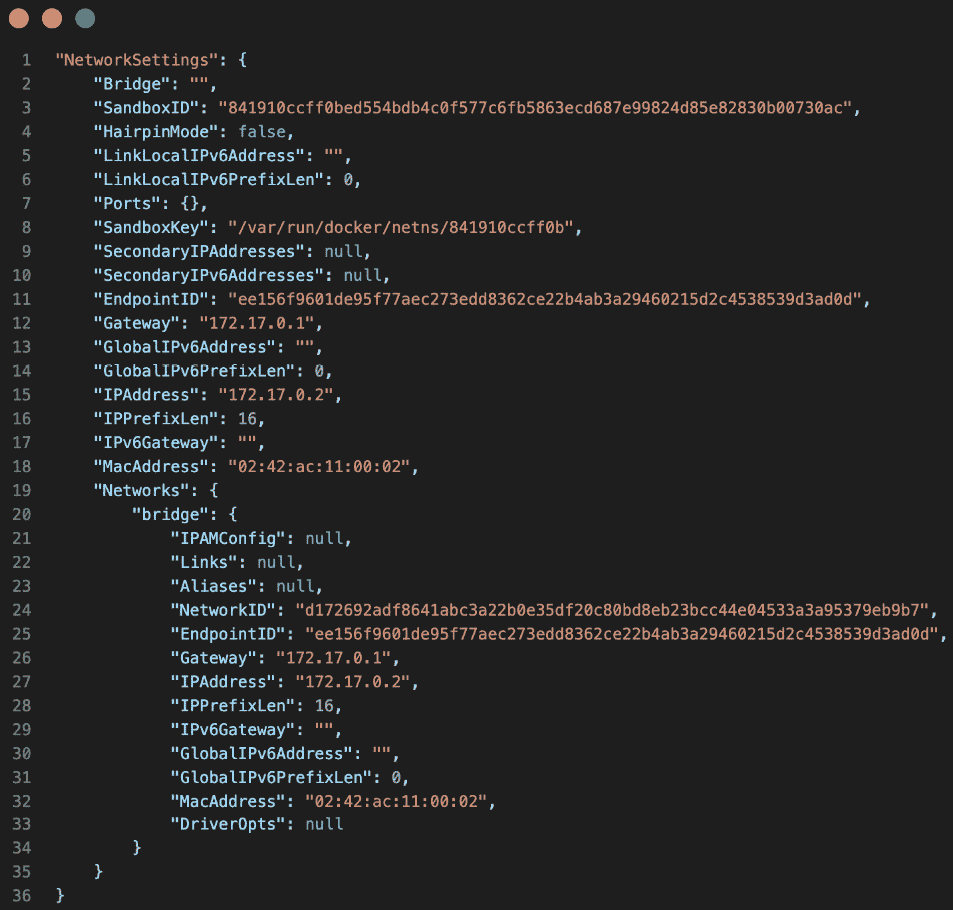 1 "NetworkSettings": {
2 "Bridge": "",
3 "SandboxID": "841910ccff0bed554bdb4c0f577c6fb5863ecd687e99824d85e82830b00730ac",
4 "HairpinMode": false,
5 "LinkLocalIPv6Address": "",
6 "LinkLocalIPv6PrefixLen": 0,
7 "Ports": {},
8 "SandboxKey": "/var/run/docker/netns/841910ccff0b",
9 "SecondaryIPAddresses": null,
10 "SecondaryIPv6Addresses": null,
11 "EndpointID": "ee156f9601de95f77aec273edd8362ce22b4ab3a29460215d2c4538539d3ad0d",
12 "Gateway": "172.17.0.1",
13 "GlobalIPv6Address": "",
14 "GlobalIPv6PrefixLen": 0,
15 "IPAddress": "172.17.0.2",
16 "IPPrefixLen": 16,
17 "IPv6Gateway": "",
18 "MacAddress": "02:42:ac:11:00:02",
19 "Networks": {
20 "bridge": {
21 "IPAMConfig": null,
22 "Links": null,
23 "Aliases": null,
24 "NetworkID": "d172692adf8641abc3a22b0e35df20c80bd8eb23bcc44e04533a3a95379eb9b7",
25 "EndpointID": "ee156f9601de95f77aec273edd8362ce22b4ab3a29460215d2c4538539d3ad0d",
26 "Gateway": "172.17.0.1",
27 "IPAddress": "172.17.0.2",
28 "IPPrefixLen": 16,
29 "IPv6Gateway": "",
30 "GlobalIPv6Address": "",
31 "GlobalIPv6PrefixLen": 0,
32 "MacAddress": "02:42:ac:11:00:02",
33 "DriverOpts": null
34 }
35 }
36 }